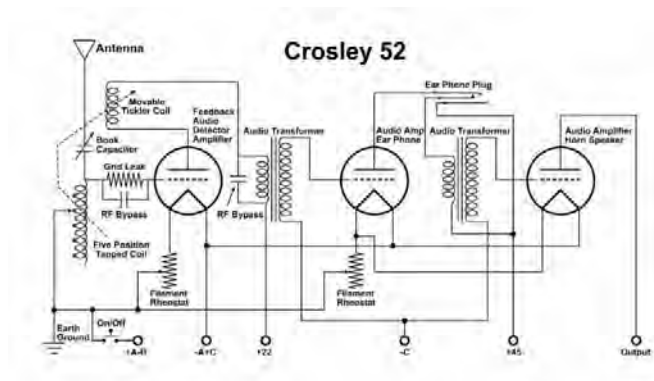 Crosley 52
Antenna
Movable
Tickler Coil
Book
Capacitor
Grid Leak
RF Bypass
Five Position
Tapped Coil
Feedback
Audio
Detector
Amplifier
Audio Transformer
RF Bypass
Ear Phone Plug
Audio Amp
Ear Phone
Audio Transformer
Audio Amplifier
Horn Speaker
Filament
Rheostat
Filament
Rheostat
Earth
Ground
On/Off
+A-B
-A+C
+22
-C
+45
Output